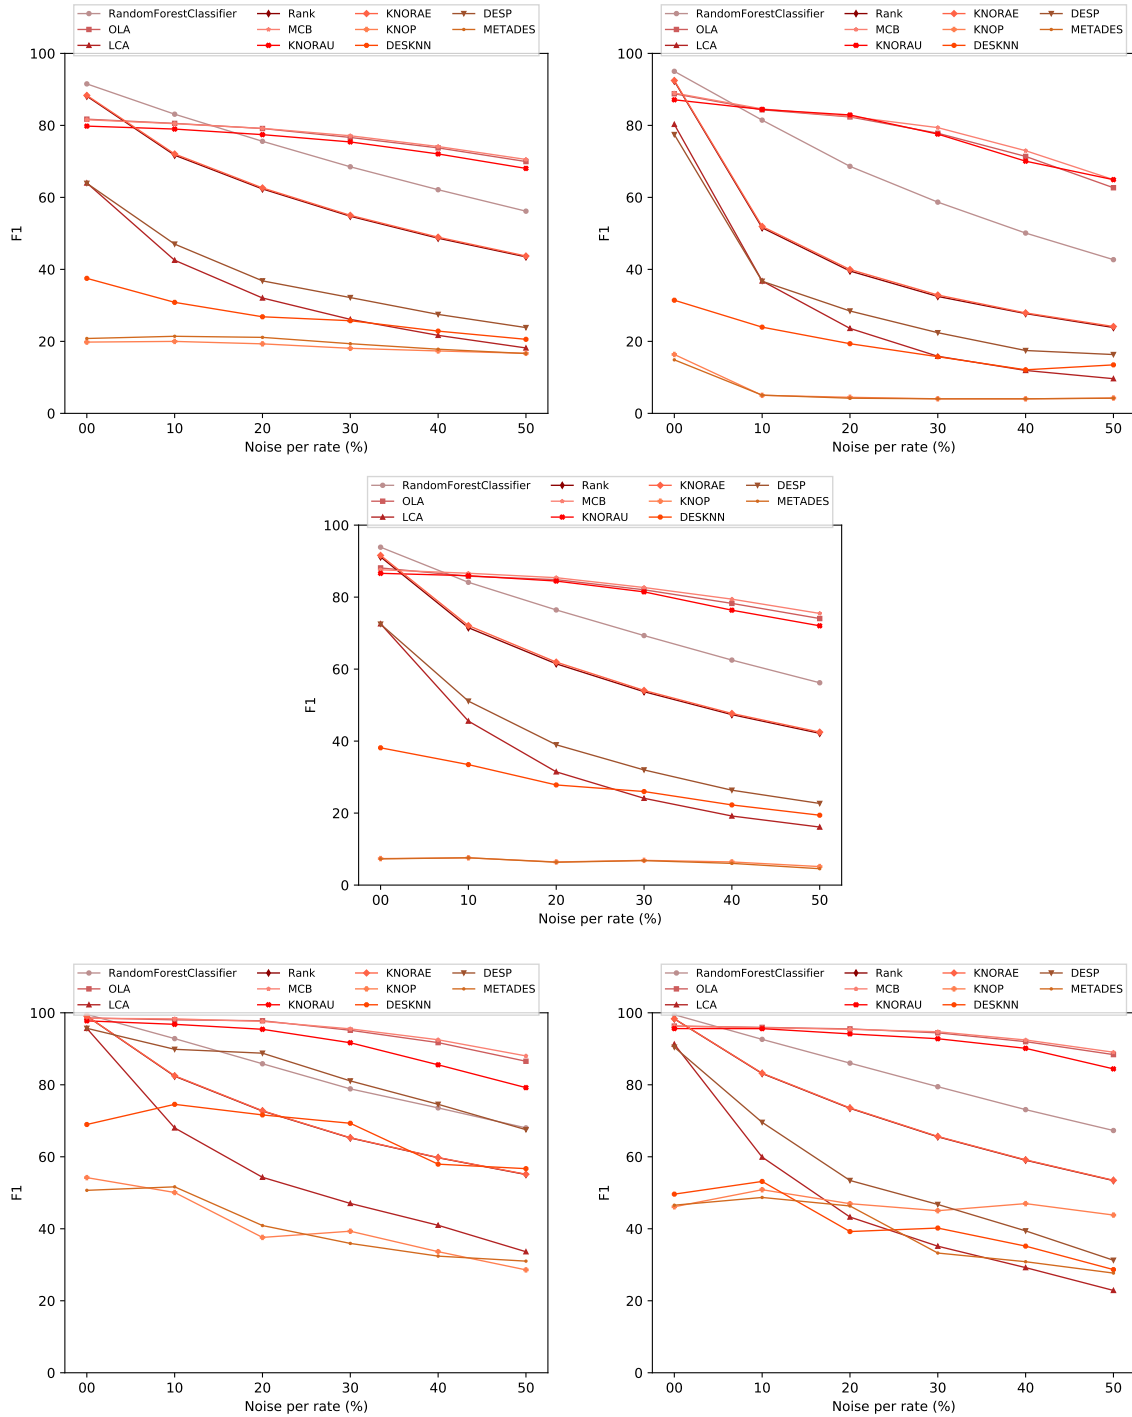 RandomForestClassifier Rank KNORAE DESP
OLA MCB KNOP METADES
LCA KNORAU DESKNN
100
80
60
40
20
0
F1
00 10 20 30 40 50
Noise per rate (%)
RandomForestClassifier Rank KNORAE DESP
OLA MCB KNOP METADES
LCA KNORAU DESKNN
100
80
60
40
20
0
F1
00 10 20 30 40 50
Noise per rate (%)
RandomForestClassifier Rank KNORAE DESP
OLA MCB KNOP METADES
LCA KNORAU DESKNN
100
80
60
40
20
0
F1
00 10 20 30 40 50
Noise per rate (%)
RandomForestClassifier Rank KNORAE DESP
OLA MCB KNOP METADES
LCA KNORAU DESKNN
100
80
60
40
20
0
F1
00 10 20 30 40 50
Noise per rate (%)
RandomForestClassifier Rank KNORAE DESP
OLA MCB KNOP METADES
LCA KNORAU DESKNN
100
80
60
40
20
0
F1
00 10 20 30 40 50
Noise per rate (%)